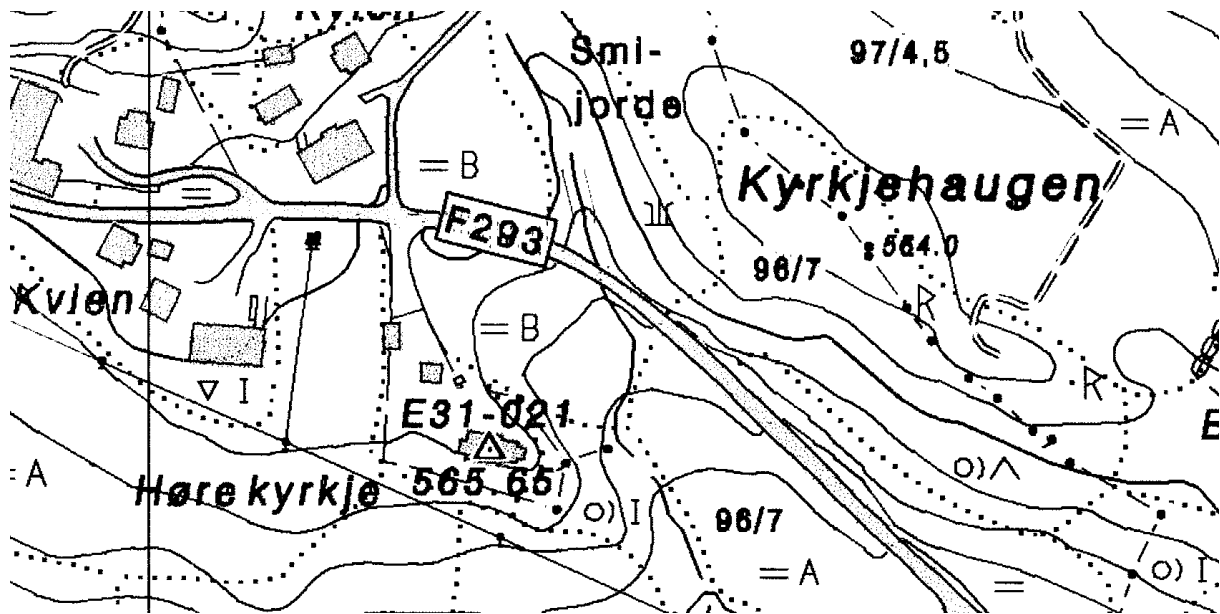 Kvien
Smi-
jorde
97/4,5
= A
= B
Kyrkjehaugen
F293
564.0
96/7
R
Kvien
= B
I
R
E31-021
A
565 65
Høre kyrkje
I
96/7
= A
I